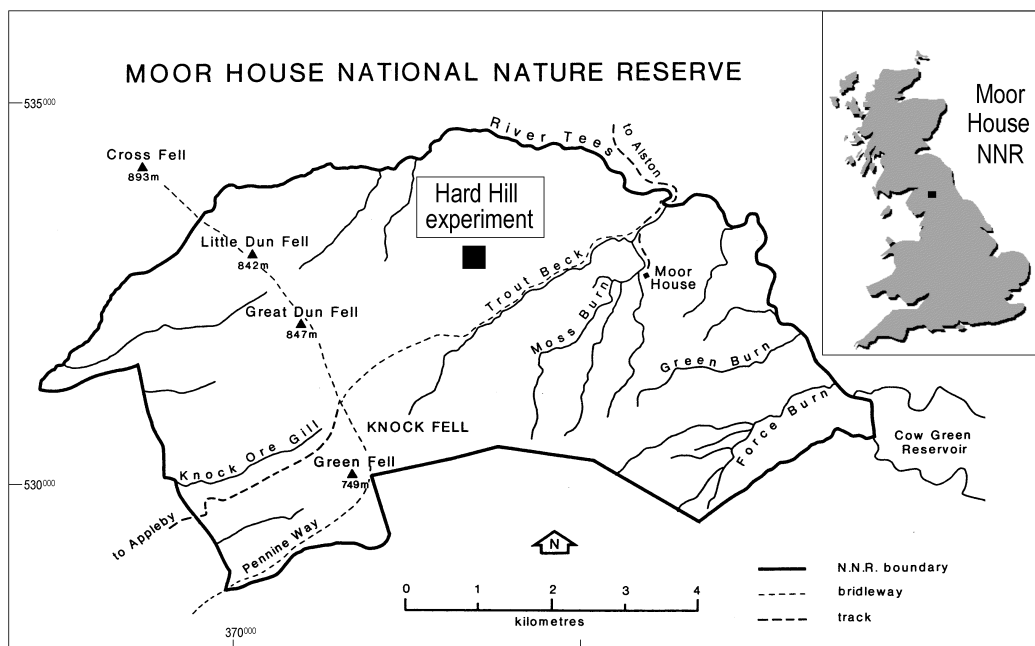 MOOR HOUSE NATIONAL NATURE RESERVE
Moor
House
NNR
535000
River Tees
to Alston
Cross Fell
893m
Hard Hill
experiment
Little Dun Fell
842m
Trout Beck
Moor
House
Great Dun Fell
847m
Moss Burn
Green Burn
KNOCK FELL
Force Burn
Cow Green
Reservoir
Knock Ore Gill
Green Fell
749m
530000
to Appleby
Pennine Way
N
0 1 2 3 4
kilometres
N.N.R. boundary
bridleway
track
370000